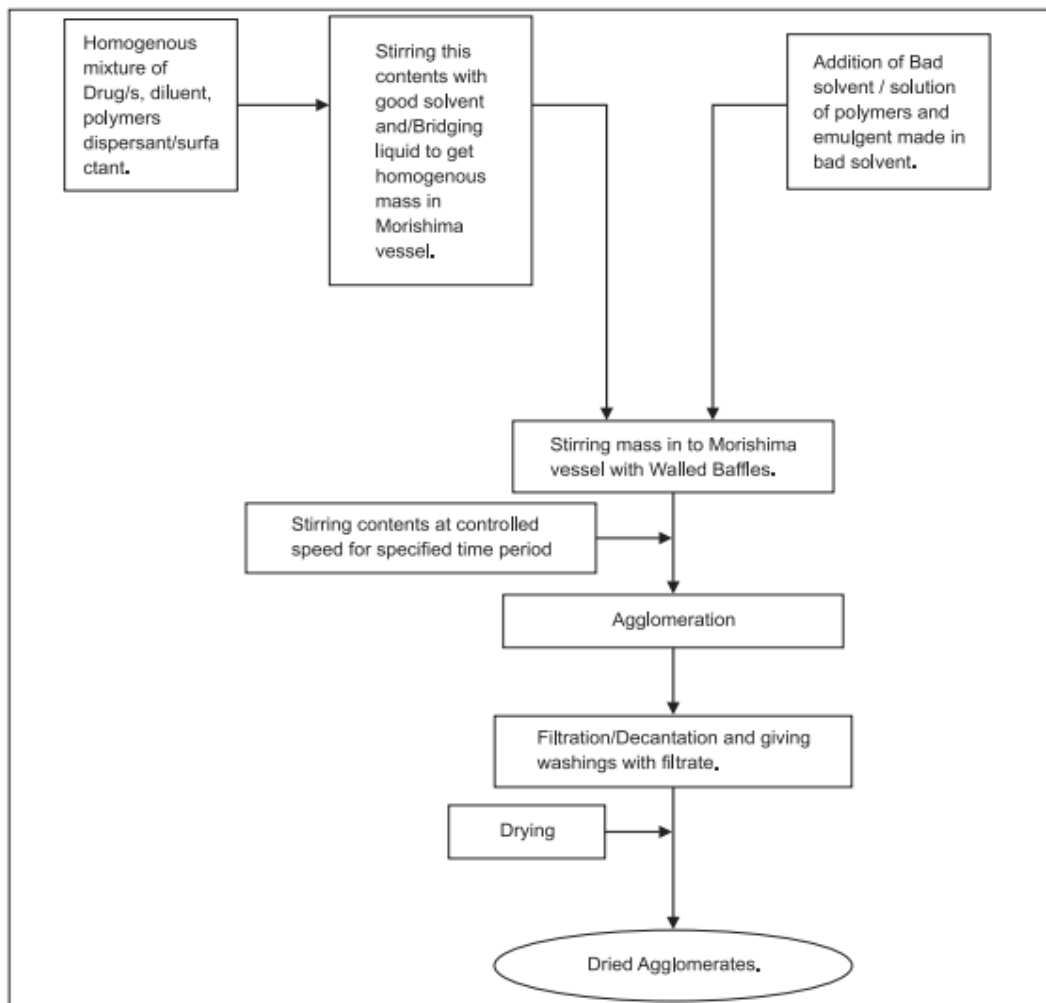 Homogenous
mixture of
Drug/s, diluent,
polymers
dispersant/surfa
ctant.
Stirring this
contents with
good solvent
and/Bridging
liquid to get
homogenous
mass in
Morishima
vessel.
Addition of Bad
solvent / solution
of polymers and
emulgent made in
bad solvent.
Stirring mass in to Morishima
vessel with Walled Baffles.
Stirring contents at controlled
speed for specified time period
Agglomeration
Filtration/Decantation and giving
washings with filtrate.
Drying
Dried Agglomerates.